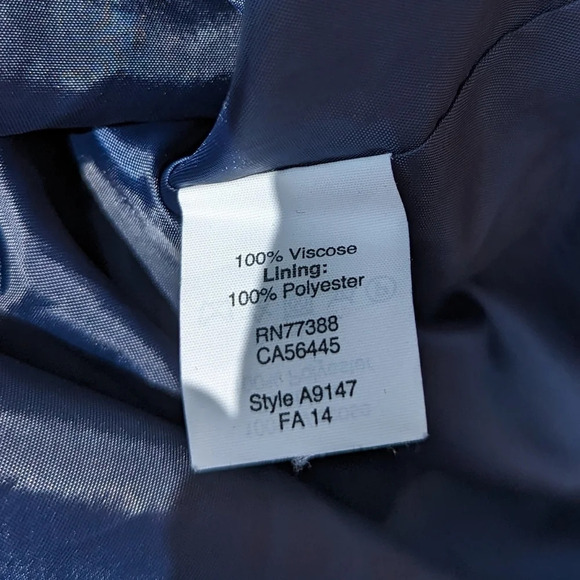 100% Viscose
Lining:
100% Polyester
RN77388
CA56445
Style A9147
FA 14